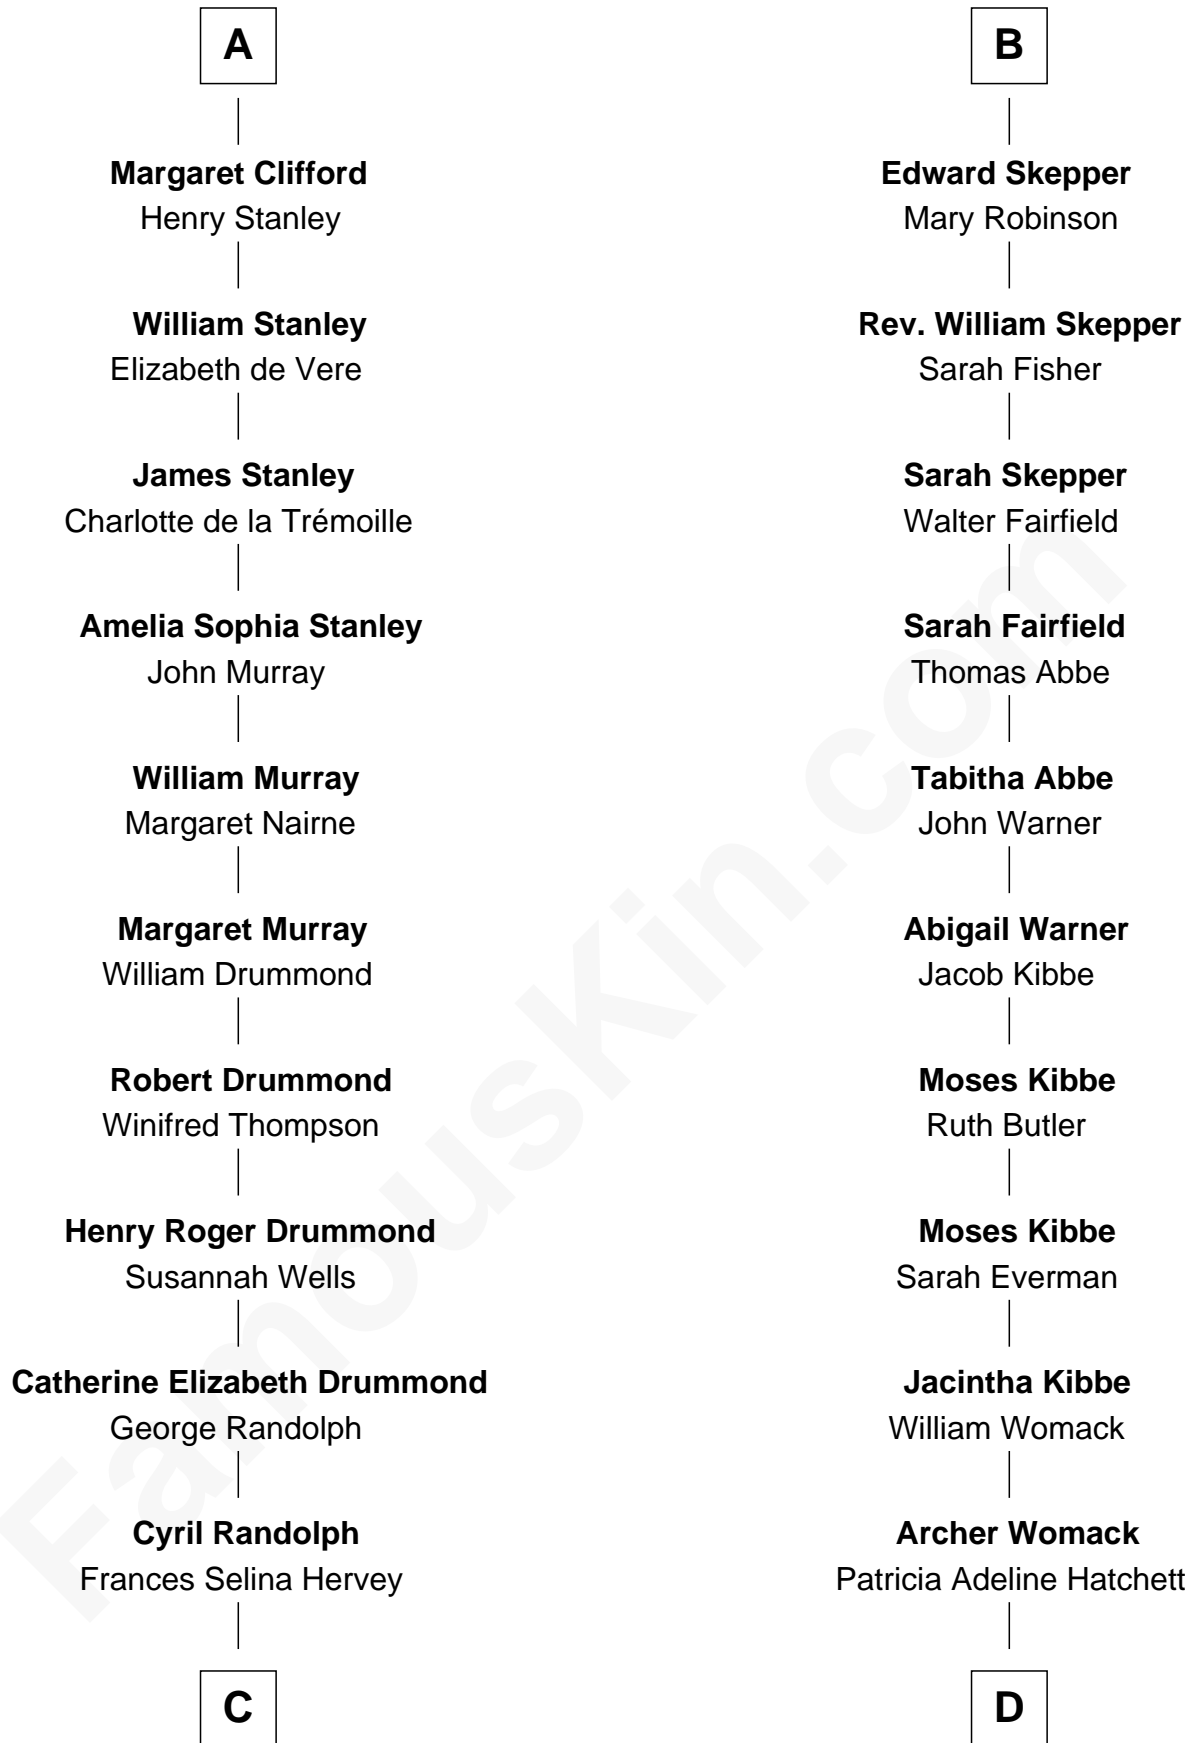 A
Margaret Clifford
Henry Stanley
William Stanley
Elizabeth de Vere
James Stanley
Charlotte de la Trémoille
Amelia Sophia Stanley
John Murray
William Murray
Margaret Nairne
Margaret Murray
William Drummond
Robert Drummond
Winifred Thompson
Henry Roger Drummond
Susannah Wells
Catherine Elizabeth Drummond
George Randolph
Cyril Randolph
Frances Selina Hervey
C
B
Edward Skepper
Mary Robinson
Rev. William Skepper
Sarah Fisher
Sarah Skepper
Walter Fairfield
Sarah Fairfield
Thomas Abbe
Tabitha Abbe
John Warner
Abigail Warner
Jacob Kibbe
Moses Kibbe
Ruth Butler
Moses Kibbe
Sarah Everman
Jacintha Kibbe
William Womack
Archer Womack
Patricia Adeline Hatchett
D
FamousKin.com